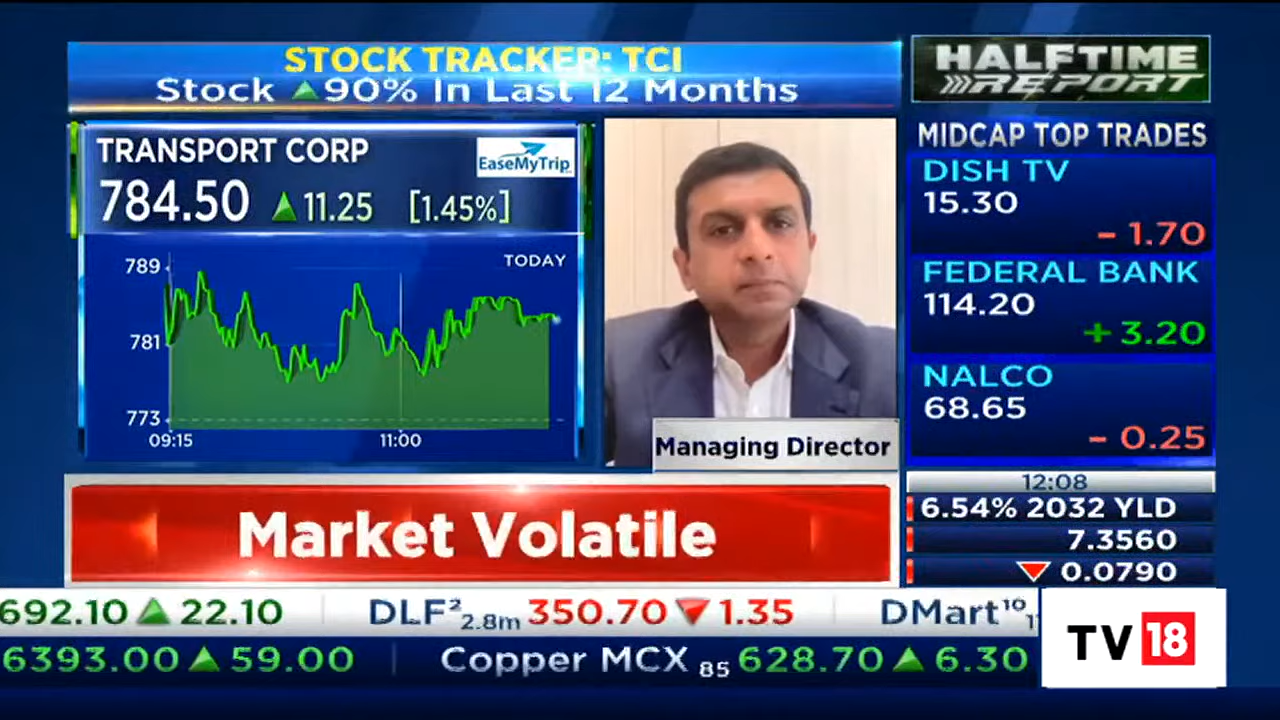 STOCK TRACKER: TCI
Stock ▲90% In Last 12 Months
HALFTIME
REPORT
TRANSPORT CORP
EaseMyTrip
784.50 ▲ 11.25 [1.45%]
TODAY
789
781
773
09:15 11:00
Managing Director
MIDCAP TOP TRADES
DISH TV
15.30
- 1.70
FEDERAL BANK
114.20
+ 3.20
NALCO
68.65
- 0.25
12:08
6.54% 2032 YLD
7.3560
▼ 0.0790
Market Volatile
692.10 ▲ 22.10 DLF² 2.8m 350.70 ▼ 1.35 DMart¹⁰
6393.00 ▲ 59.00 Copper MCX 85 628.70 ▲ 6.30
TV18